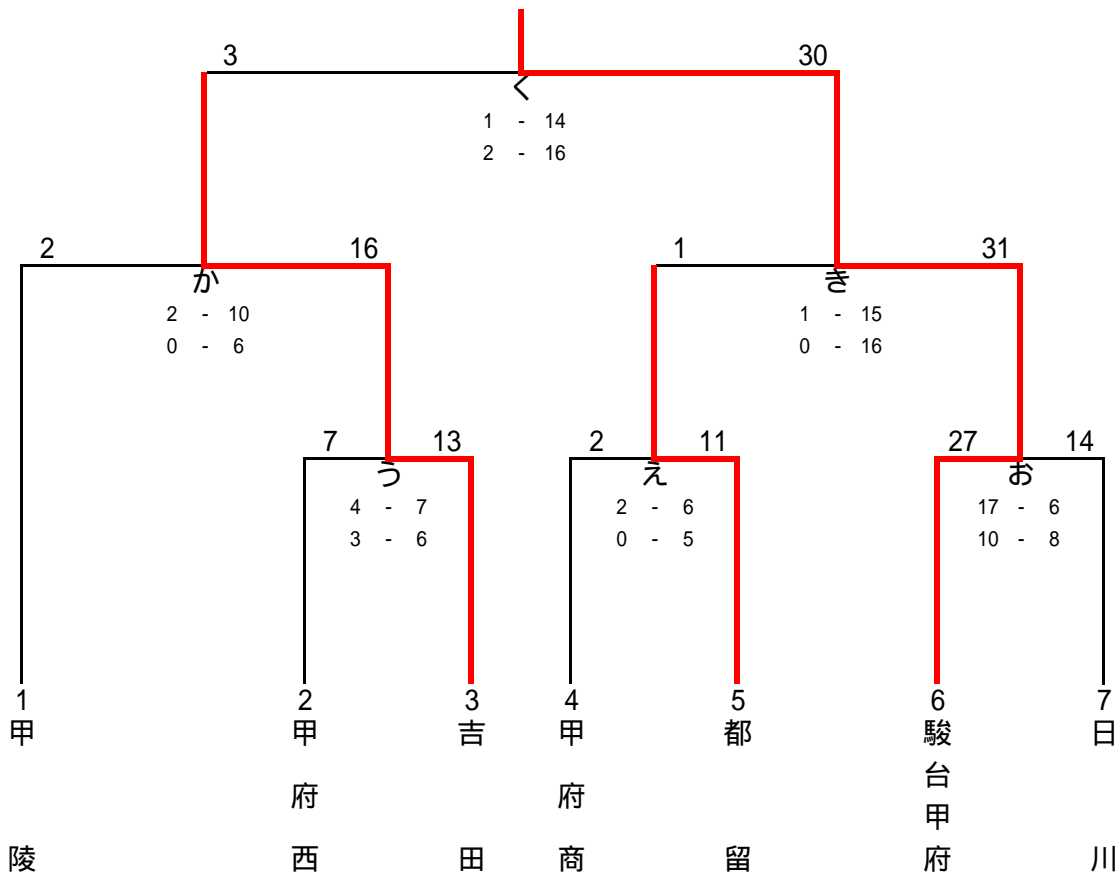 3 30
く
1 - 14
2 - 16
2 16 1 31
か き
2 - 10 1 - 15
0 - 6 0 - 16
7 13 2 11 27 14
う え お
4 - 7 2 - 6 17 - 6
3 - 6 0 - 5 10 - 8
1 2 3 4 5 6 7
甲陵
甲府西
吉田
甲府商
都留
駿台甲府
日川